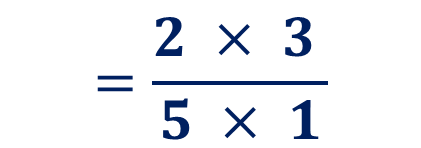 2 × 3
=
5 × 1